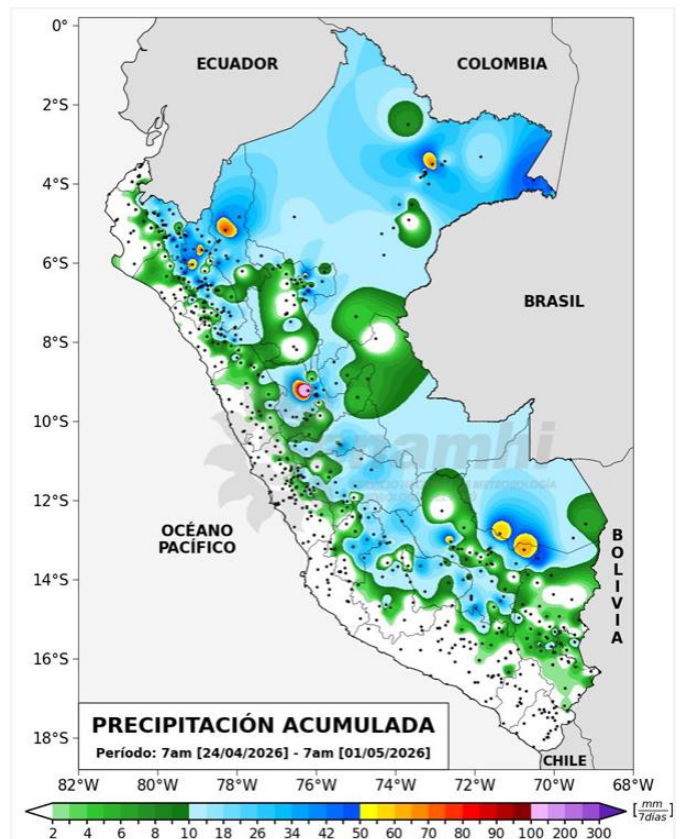 0°
ECUADOR
COLOMBIA
2°S
4°S
6°S
BRASIL
8°S
10°S
12°S
OCÉANO
PACÍFICO
BOLIVIA
14°S
16°S
PRECIPITACIÓN ACUMULADA
Período: 7am [24/04/2026] - 7am [01/05/2026]
18°S
CHILE
82°W 80°W 78°W 76°W 74°W 72°W 70°W 68°W
[mm/7días]
2 4 6 8 10 18 26 34 42 50 60 70 80 90 100 200 300